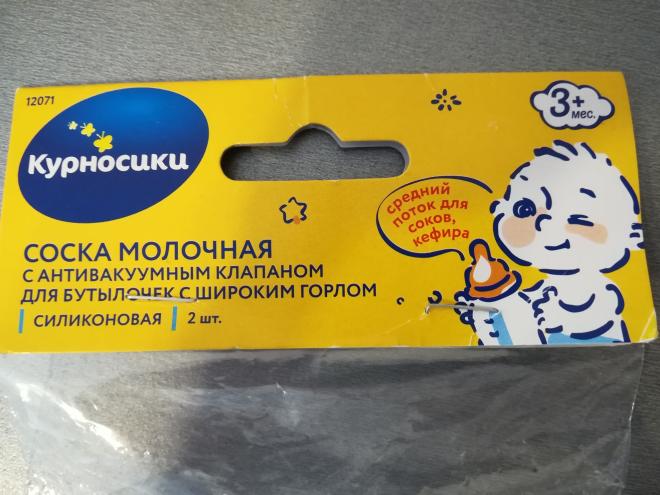 12071
Курносики
3+
мес.
средний
поток для
соков,
кефира
СОСКА МОЛОЧНАЯ
С АНТИВАКУУМНЫМ КЛАПАНОМ
ДЛЯ БУТЫЛОЧЕК С ШИРОКИМ ГОРЛОМ
СИЛИКОНОВАЯ 2 шт.